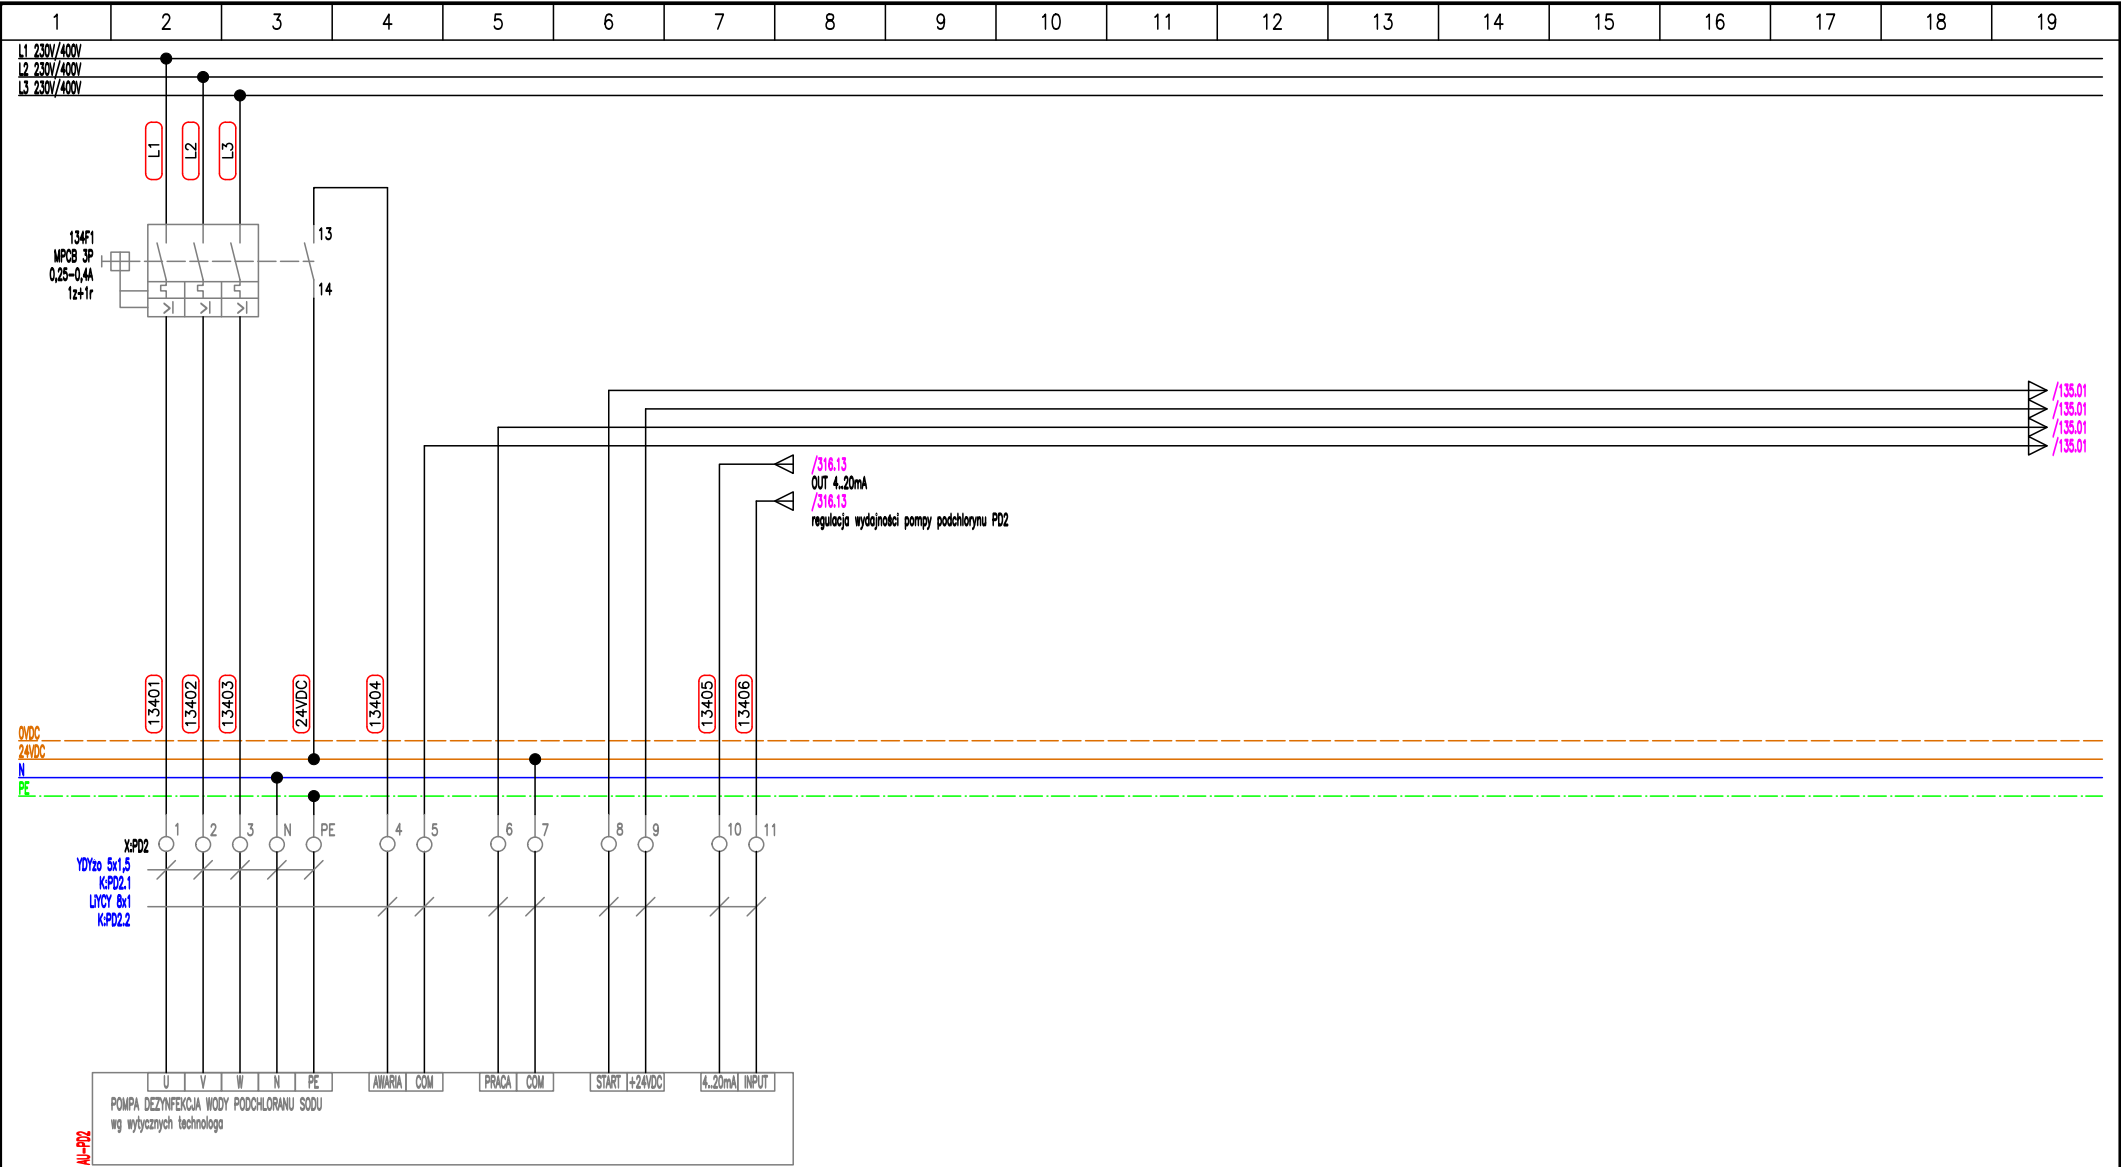 1 2 3 4 5 6 7 8 9 10 11 12 13 14 15 16 17 18 19
L1 230V/400V
L2 230V/400V
L3 230V/400V
L1 L2 L3
134F1
MPCB 3P
0,25-0,4A
1z+1r
13
14
/135.01
/135.01
/135.01
/135.01
/316.13
OUT 4..20mA
/316.13
regulacja wydajności pompy podchlorynu PD2
13401 13402 13403 24VDC 13404 13405 13406
0VDC
24VDC
N
PE
1 2 3 N PE 4 5 6 7 8 9 10 11
X:PD2
YDYżo 5x1,5
K:PD2.1
LiYCY 8x1
K:PD2.2
U V W N PE AWARIA COM PRACA COM START +24VDC 4..20mA INPUT
POMPA DEZYNFEKCJA WODY PODCHLORANU SODU
wg wytycznych technologa
AU-PD2